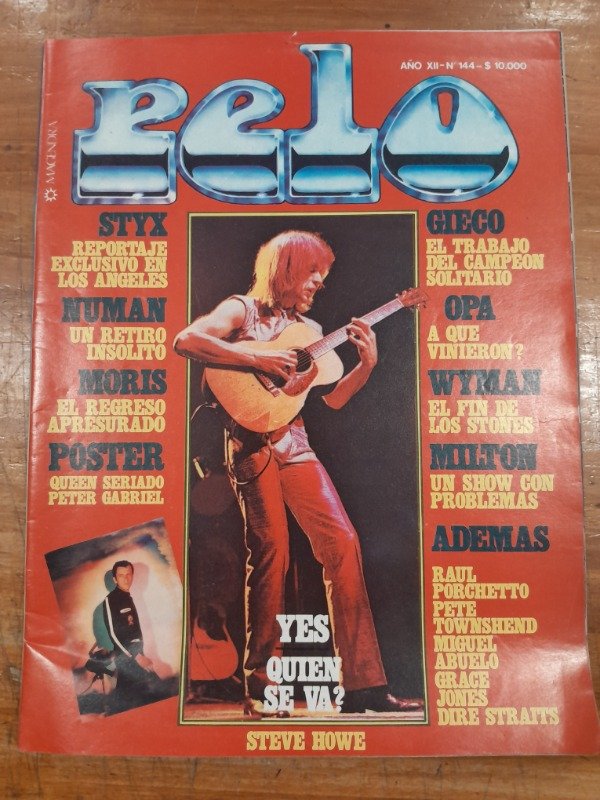 pelo
AÑO XII - Nº 144 - $ 10.000
MAGENDRA
STYX
REPORTAJE
EXCLUSIVO EN
LOS ANGELES
NUMAN
UN RETIRO
INSOLITO
MORIS
EL REGRESO
APRESURADO
POSTER
QUEEN SERIADO
PETER GABRIEL
GIECO
EL TRABAJO
DEL CAMPEON
SOLITARIO
OPA
A QUE
VINIERON?
WYMAN
EL FIN DE
LOS STONES
MILTON
UN SHOW CON
PROBLEMAS
ADEMAS
RAUL
PORCHETTO
PETE
TOWNSHEND
MIGUEL
ABUELO
GRACE
JONES
DIRE STRAITS
YES
QUIEN
SE VA?
STEVE HOWE